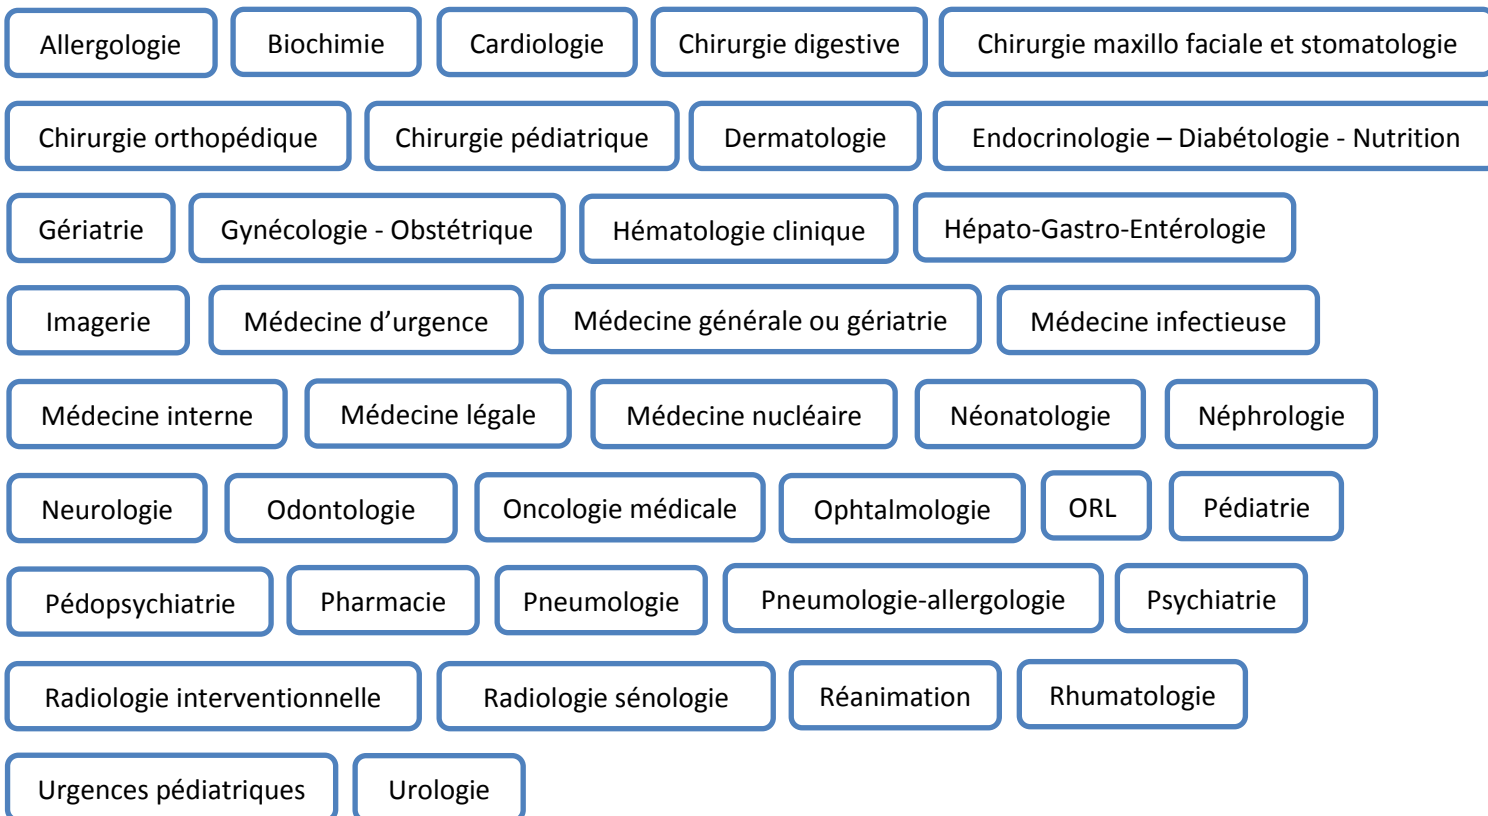 Allergologie Biochimie Cardiologie Chirurgie digestive Chirurgie maxillo faciale et stomatologie
Chirurgie orthopédique Chirurgie pédiatrique Dermatologie Endocrinologie – Diabétologie - Nutrition
Gériatrie Gynécologie - Obstétrique Hématologie clinique Hépato-Gastro-Entérologie
Imagerie Médecine d’urgence Médecine générale ou gériatrie Médecine infectieuse
Médecine interne Médecine légale Médecine nucléaire Néonatologie Néphrologie
Neurologie Odontologie Oncologie médicale Ophtalmologie ORL Pédiatrie
Pédopsychiatrie Pharmacie Pneumologie Pneumologie-allergologie Psychiatrie
Radiologie interventionnelle Radiologie sénologie Réanimation Rhumatologie
Urgences pédiatriques Urologie